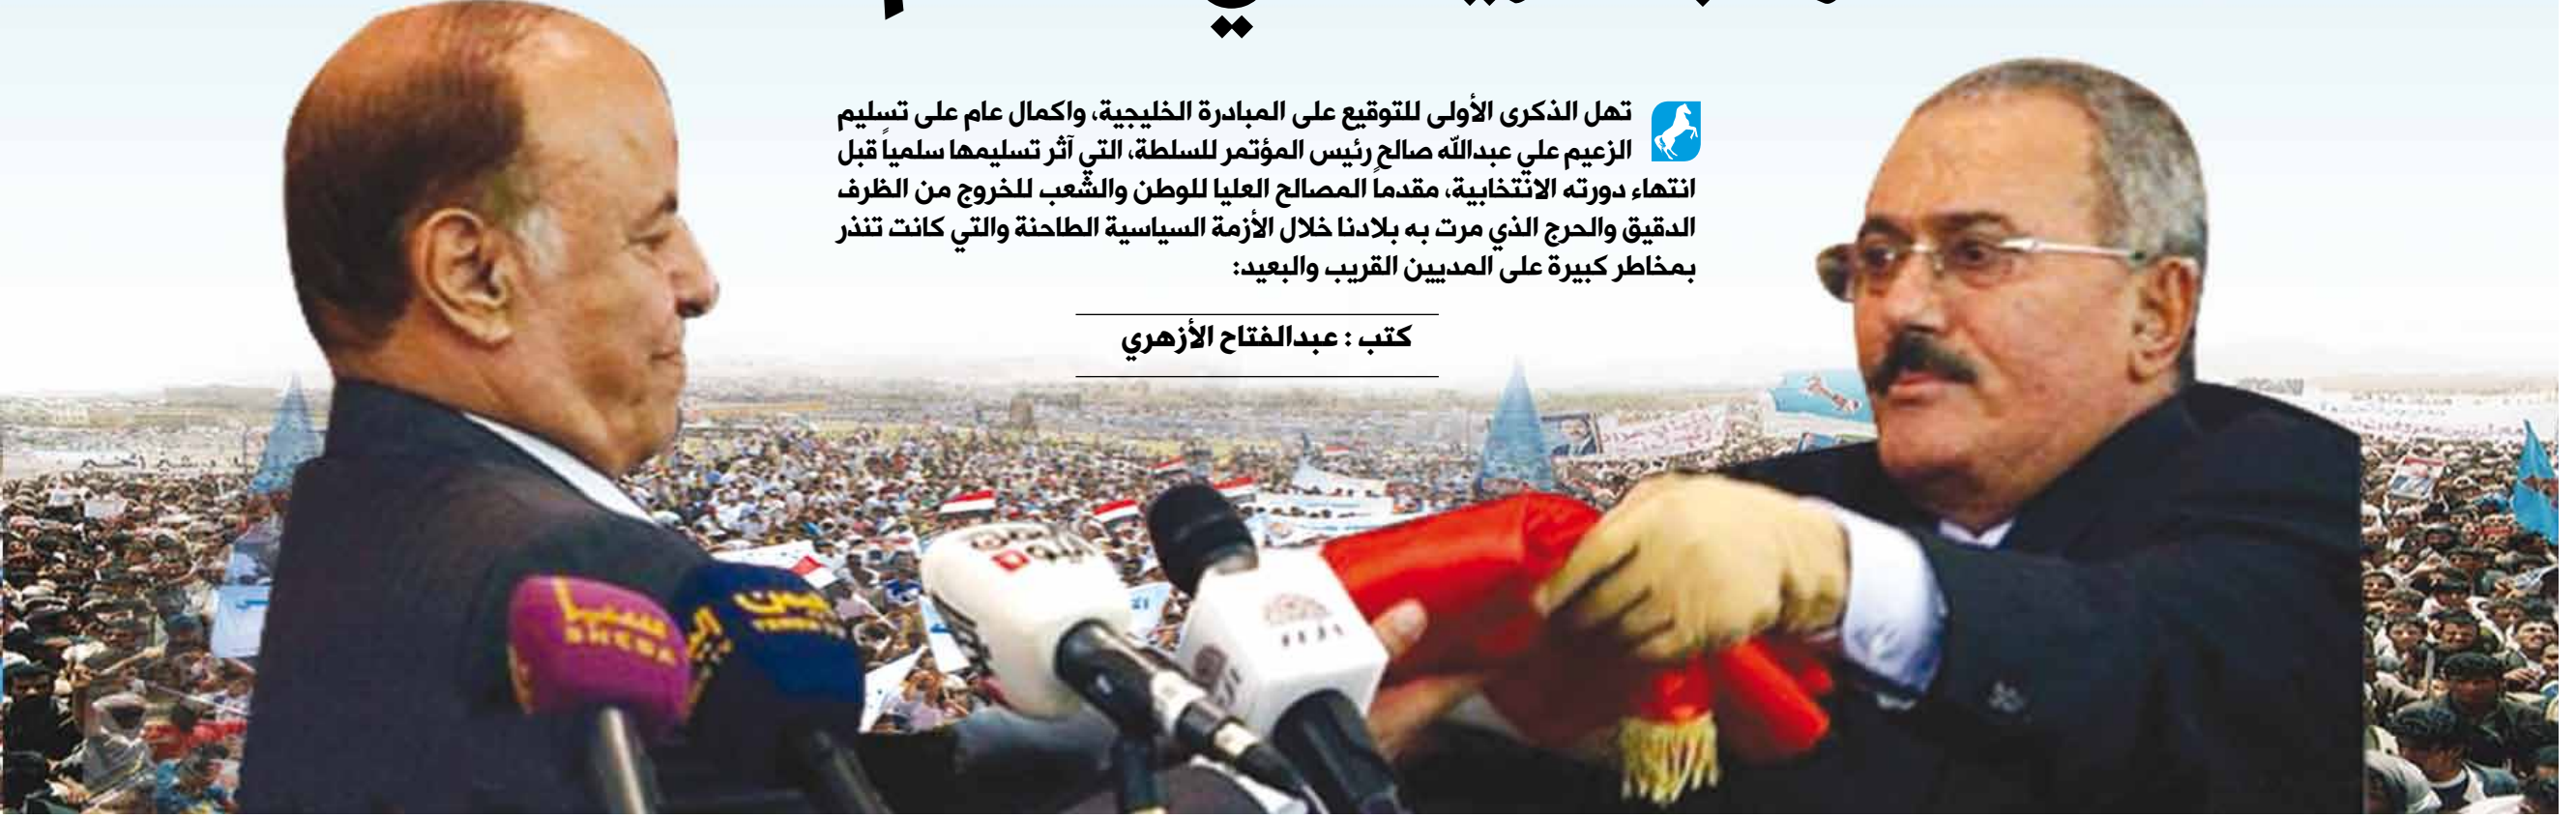 تهل الذكرى الأولى للتوقيع على المبادرة الخليجية، واكمال عام على تسليم
الزعيم علي عبدالله صالح رئيس المؤتمر للسلطة، التي آثر تسليمها سلمياً قبل
انتهاء دورته الانتخابية، مقدماً المصالح العليا للوطن والشعب للخروج من الظرف
الدقيق والحرج الذي مرت به بلادنا خلال الأزمة السياسية الطاحنة والتي كانت تنذر
بمخاطر كبيرة على المديين القريب والبعيد:
كتب : عبدالفتاح الأزهري
سبأ
SHEBA